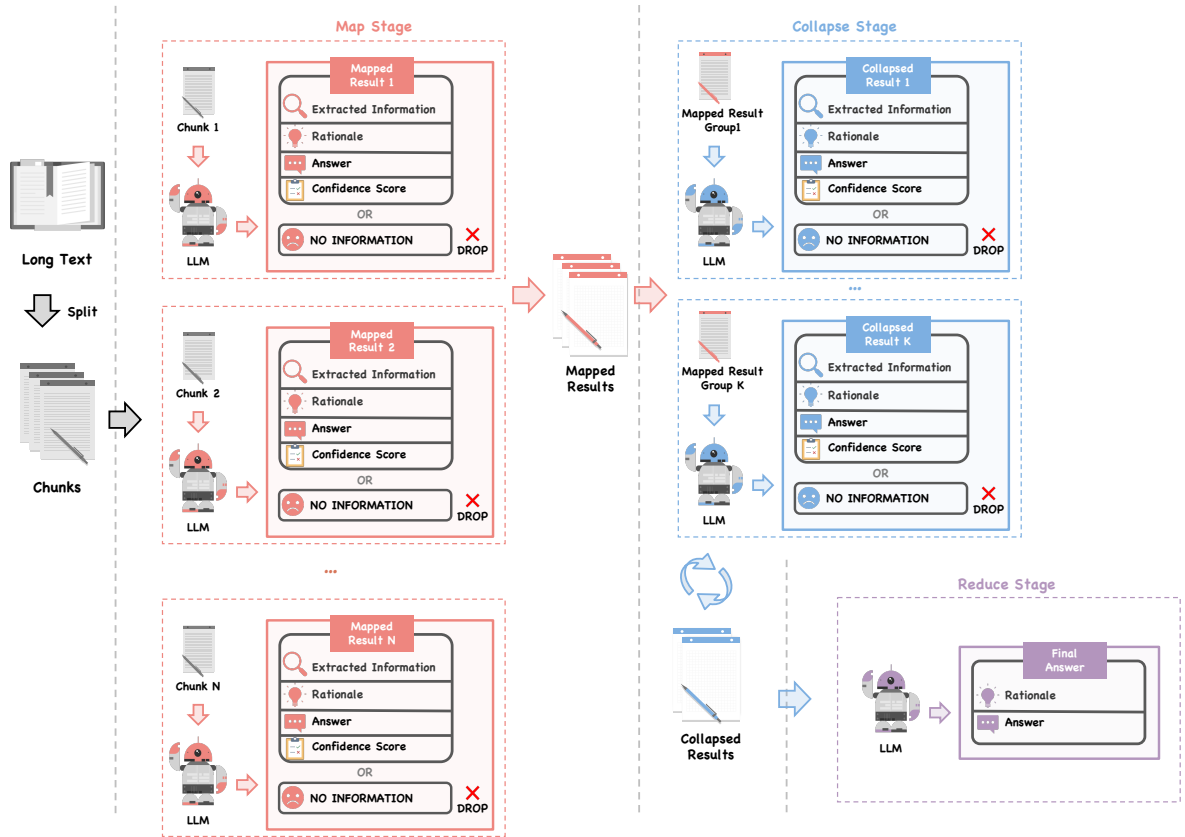 Long Text
Split
Chunks
Map Stage
Chunk 1
LLM
Mapped
Result 1
Extracted Information
Rationale
Answer
Confidence Score
OR
NO INFORMATION
DROP
Chunk 2
LLM
Mapped
Result 2
Extracted Information
Rationale
Answer
Confidence Score
OR
NO INFORMATION
DROP
...
Chunk N
LLM
Mapped
Result N
Extracted Information
Rationale
Answer
Confidence Score
OR
NO INFORMATION
DROP
Mapped
Results
Collapse Stage
Mapped Result
Group1
LLM
Collapsed
Result 1
Extracted Information
Rationale
Answer
Confidence Score
OR
NO INFORMATION
DROP
...
Mapped Result
Group K
LLM
Collapsed
Result K
Extracted Information
Rationale
Answer
Confidence Score
OR
NO INFORMATION
DROP
Collapsed
Results
Reduce Stage
LLM
Final
Answer
Rationale
Answer